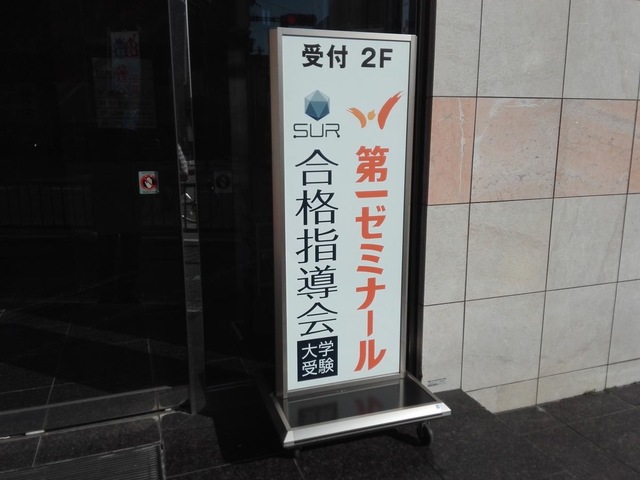 受付 2F
第一ゼミナール
SUR
合格指導会
大学
受験